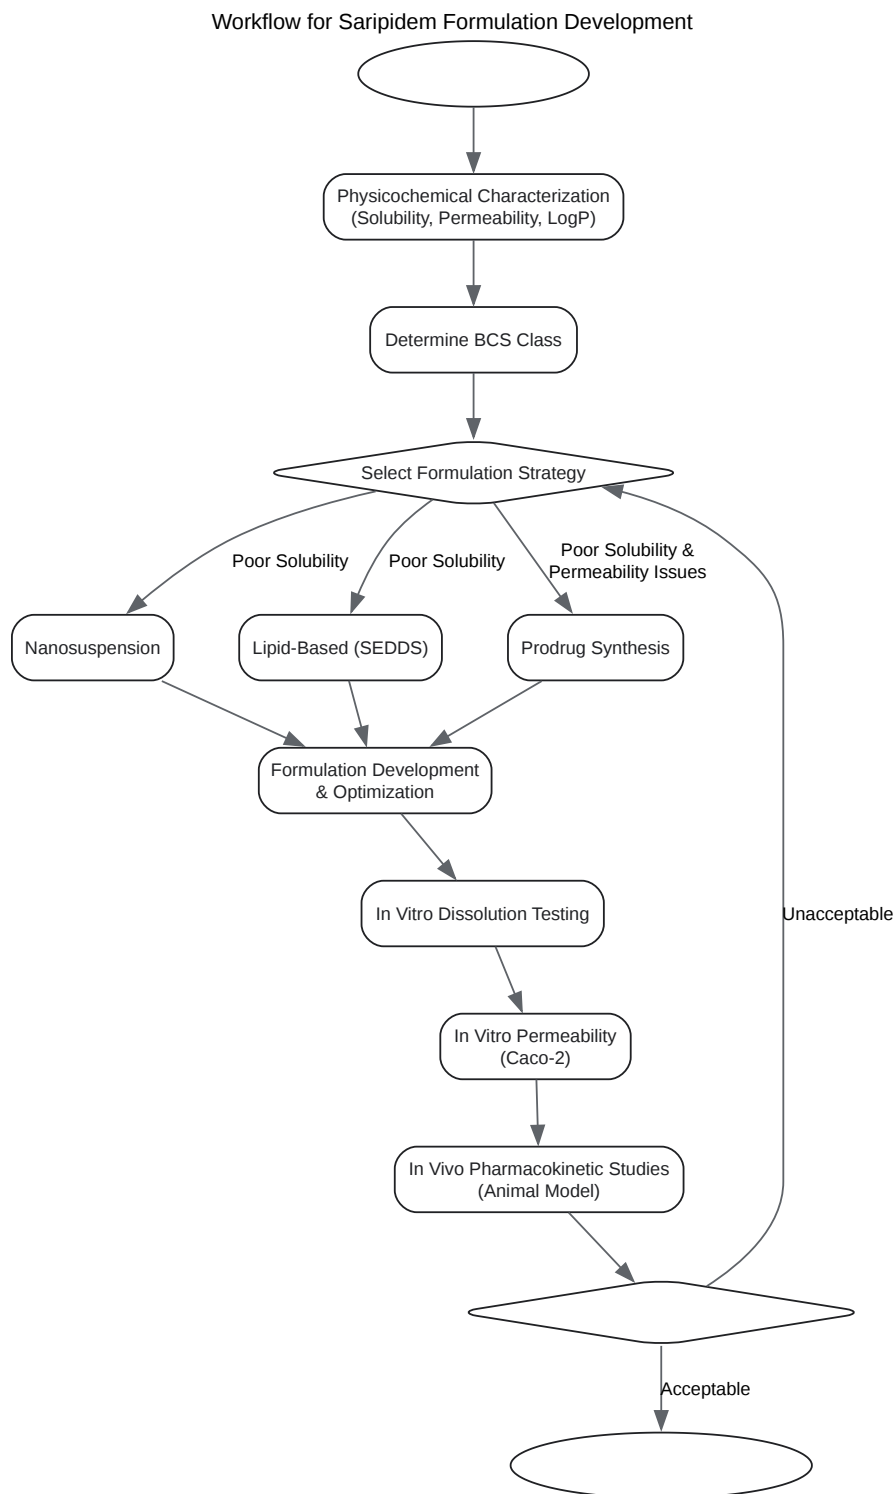 Workflow for Saripidem Formulation Development
Physicochemical Characterization
(Solubility, Permeability, LogP)
Determine BCS Class
Select Formulation Strategy
Poor Solubility
Poor Solubility
Poor Solubility &
Permeability Issues
Nanosuspension
Lipid-Based (SEDDS)
Prodrug Synthesis
Formulation Development
& Optimization
In Vitro Dissolution Testing
Unacceptable
In Vitro Permeability
(Caco-2)
In Vivo Pharmacokinetic Studies
(Animal Model)
Acceptable